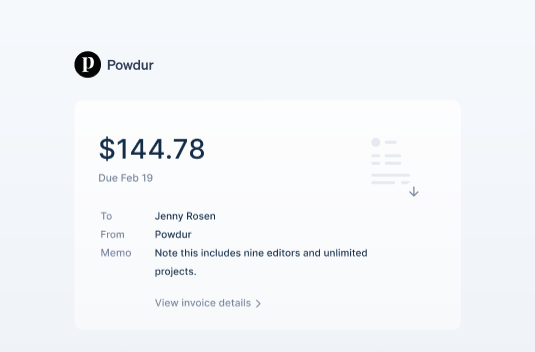 Powdur
$144.78
Due Feb 19
To Jenny Rosen
From Powdur
Memo Note this includes nine editors and unlimited
projects.
View invoice details